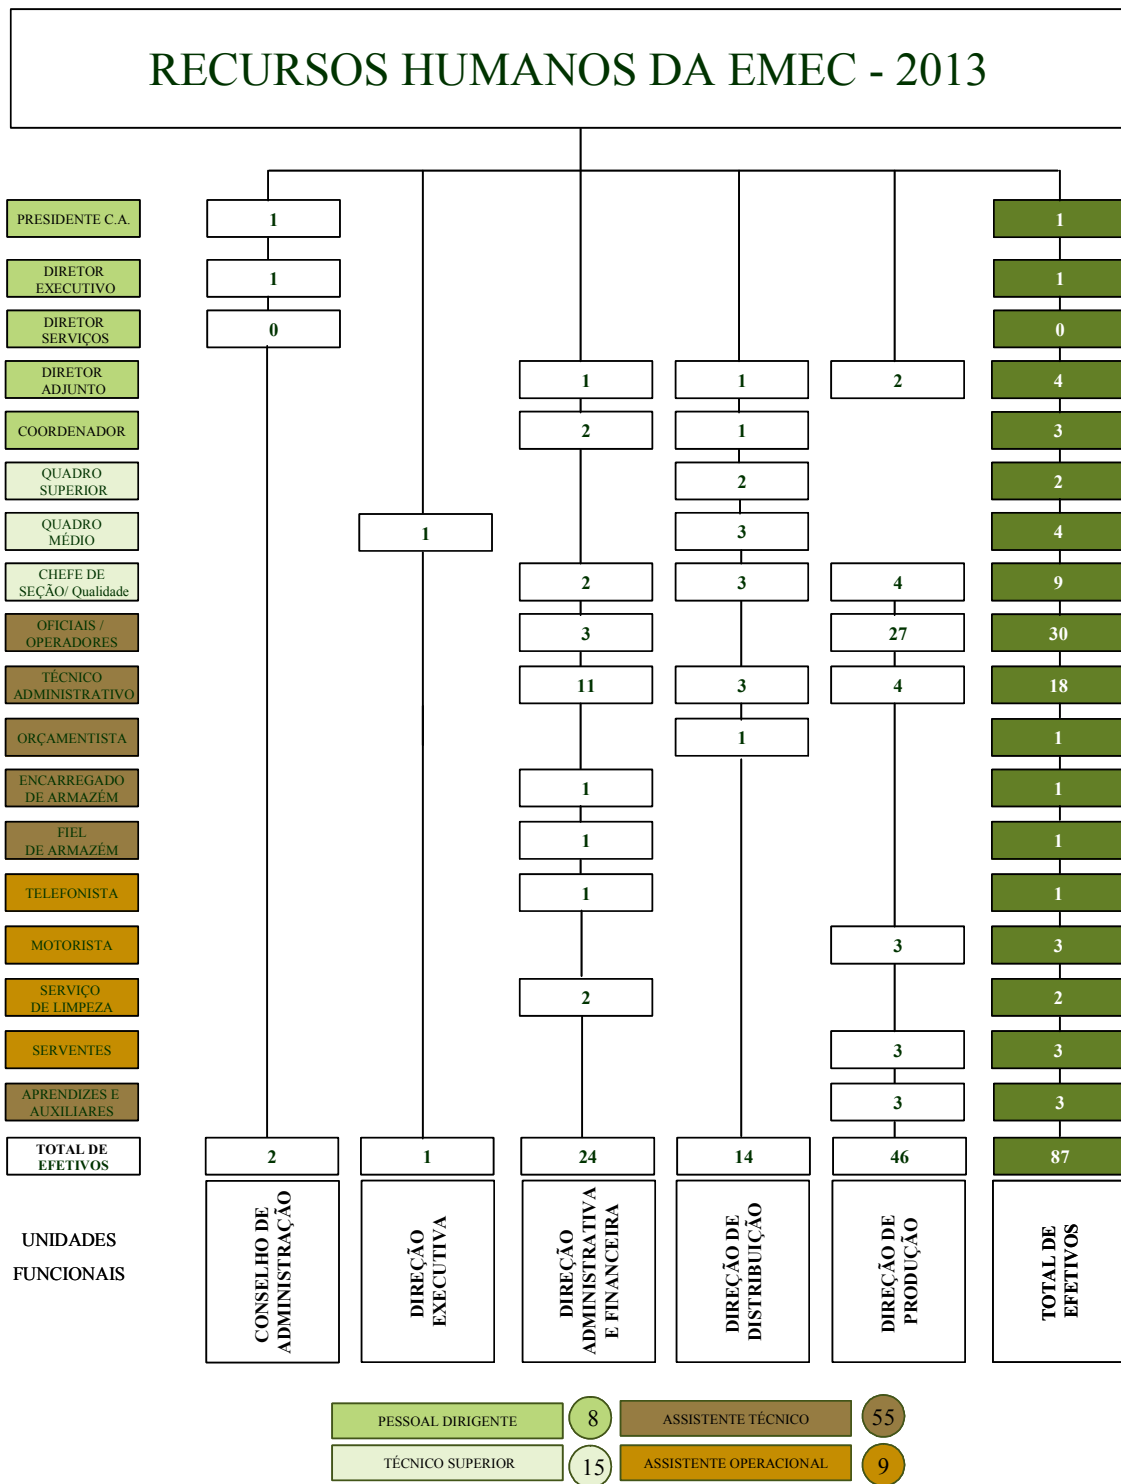 RECURSOS HUMANOS DA EMEC - 2013
PRESIDENTE C.A.
1
1
DIRETOR
EXECUTIVO
1
1
DIRETOR
SERVIÇOS
0
0
DIRETOR
ADJUNTO
1
1
2
4
COORDENADOR
2
1
3
QUADRO
SUPERIOR
2
2
QUADRO
MÉDIO
1
3
4
CHEFE DE
SEÇÃO/ Qualidade
2
3
4
9
OFICIAIS /
OPERADORES
3
27
30
TÉCNICO
ADMINISTRATIVO
11
3
4
18
ORÇAMENTISTA
1
1
ENCARREGADO
DE ARMAZÉM
1
1
FIEL
DE ARMAZÉM
1
1
TELEFONISTA
1
1
MOTORISTA
3
3
SERVIÇO
DE LIMPEZA
2
2
SERVENTES
3
3
APRENDIZES E
AUXILIARES
3
3
TOTAL DE
EFETIVOS
2
1
24
14
46
87
UNIDADES
FUNCIONAIS
CONSELHO DE
ADMINISTRAÇÃO
DIREÇÃO
EXECUTIVA
DIREÇÃO
ADMINISTRATIVA
E FINANCEIRA
DIREÇÃO DE
DISTRIBUIÇÃO
DIREÇÃO DE
PRODUÇÃO
TOTAL DE
EFETIVOS
PESSOAL DIRIGENTE
8
ASSISTENTE TÉCNICO
55
TÉCNICO SUPERIOR
15
ASSISTENTE OPERACIONAL
9